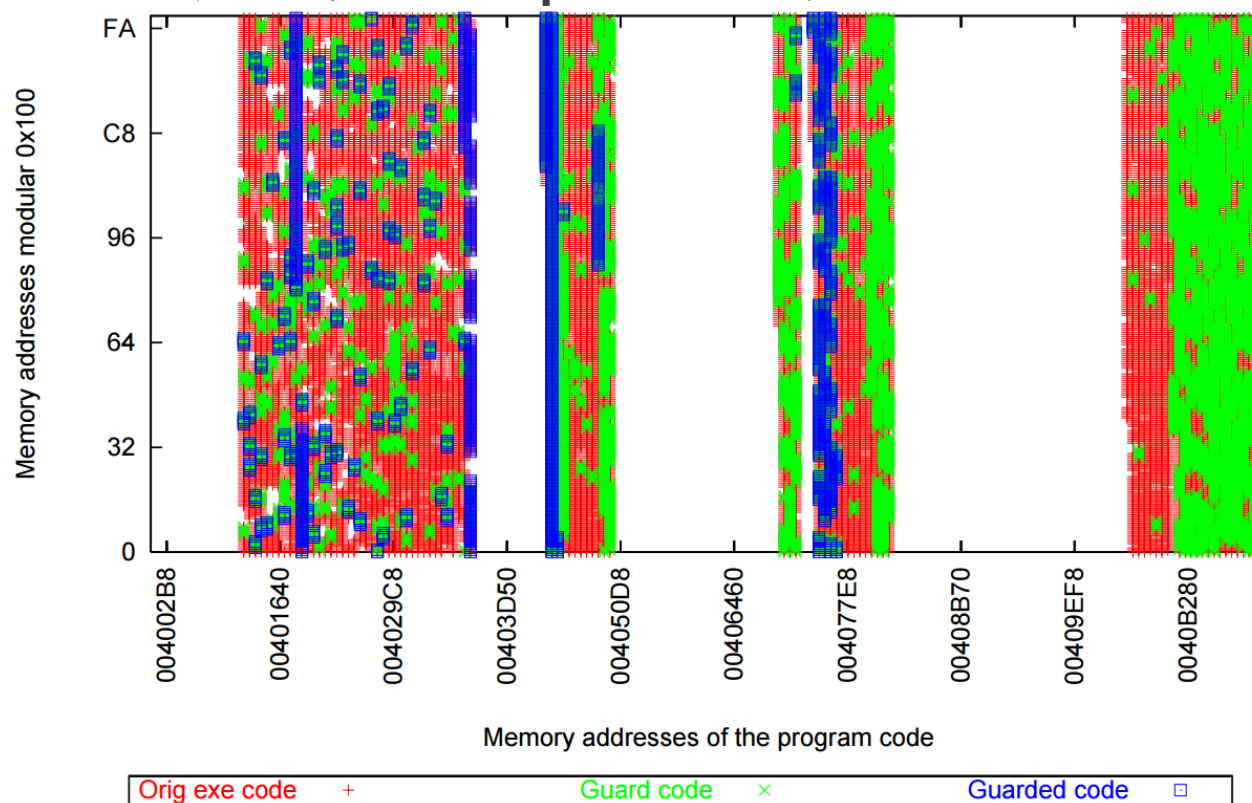 Memory addresses modular 0x100
FA
C8
96
64
32
0
004002B8
00401640
004029C8
00403D50
004050D8
00406460
004077E8
00408B70
00409EF8
0040B280
Memory addresses of the program code
Orig exe code + Guard code × Guarded code